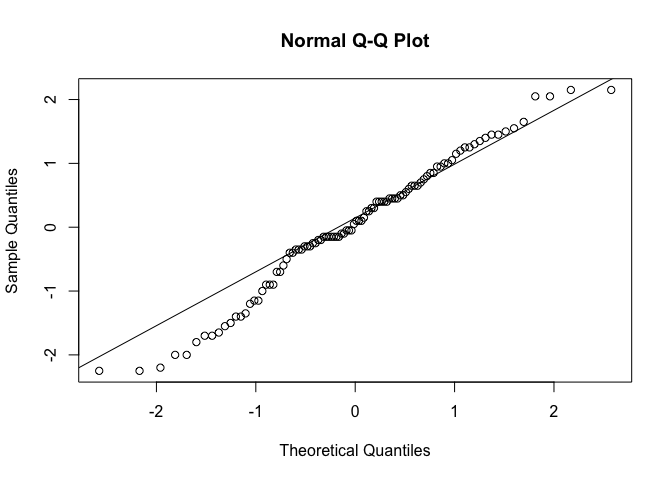 Normal Q-Q Plot
Sample Quantiles
2
1
0
-1
-2
-2 -1 0 1 2
Theoretical Quantiles